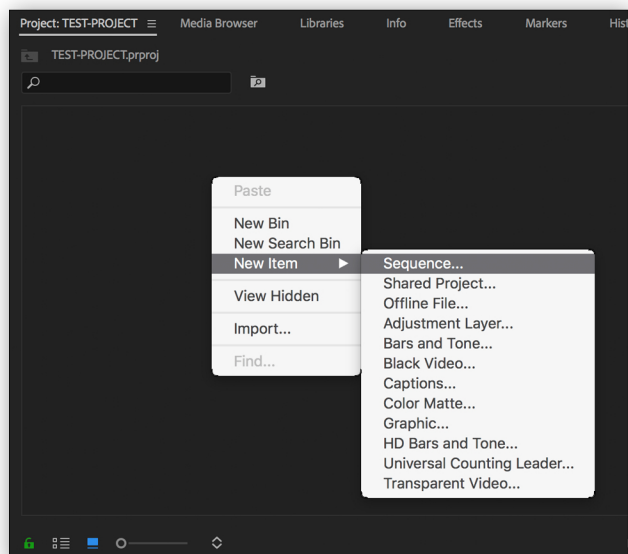 Project: TEST-PROJECT Media Browser Libraries Info Effects Markers Hist
TEST-PROJECT.prproj
Paste
New Bin
New Search Bin
New Item
View Hidden
Import...
Find...
Sequence...
Shared Project...
Offline File...
Adjustment Layer...
Bars and Tone...
Black Video...
Captions...
Color Matte...
Graphic...
HD Bars and Tone...
Universal Counting Leader...
Transparent Video...